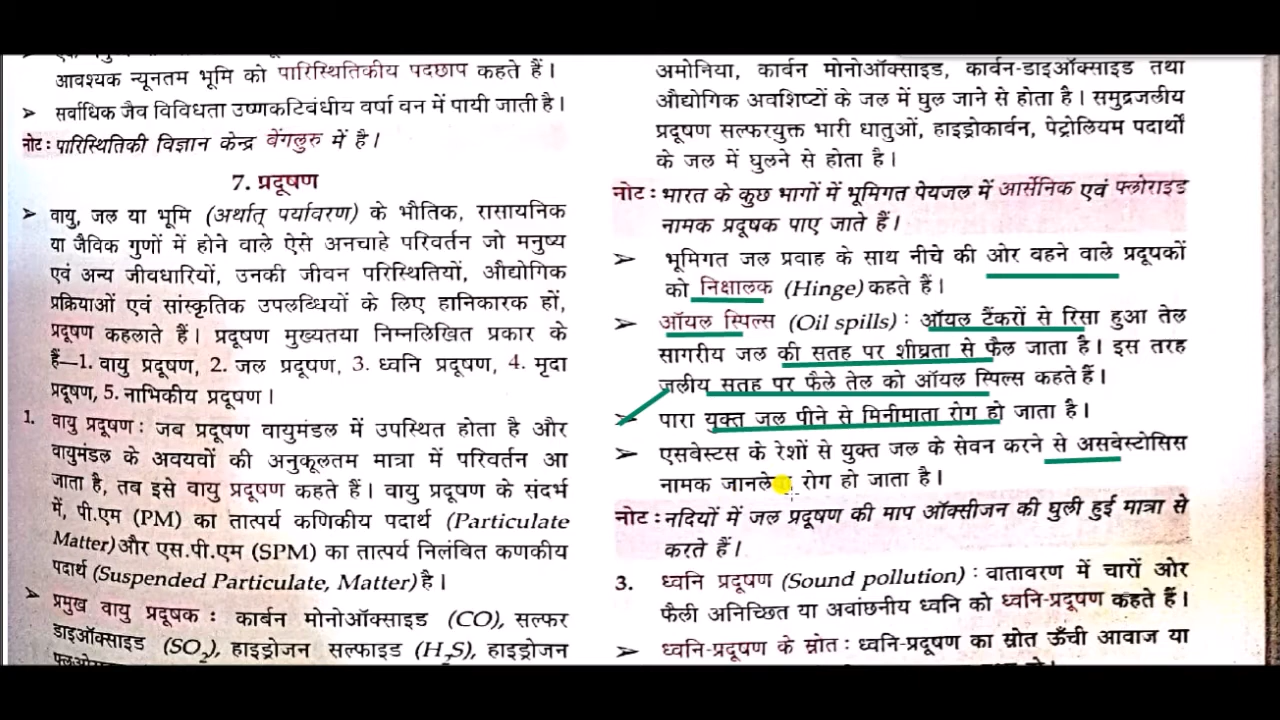 आवश्यक न्यूनतम भूमि को पारिस्थितिकीय पदछाप कहते हैं।
➤ सर्वाधिक जैव विविधता उष्णकटिबंधीय वर्षा वन में पायी जाती है।
नोट: पारिस्थितिकी विज्ञान केन्द्र बेंगलुरु में है।
7. प्रदूषण
➤ वायु, जल या भूमि (अर्थात् पर्यावरण) के भौतिक, रासायनिक
या जैविक गुणों में होने वाले ऐसे अनचाहे परिवर्तन जो मनुष्य
एवं अन्य जीवधारियों, उनकी जीवन परिस्थितियों, औद्योगिक
प्रक्रियाओं एवं सांस्कृतिक उपलब्धियों के लिए हानिकारक हों,
प्रदूषण कहलाते हैं। प्रदूषण मुख्यतया निम्नलिखित प्रकार के
हैं—1. वायु प्रदूषण, 2. जल प्रदूषण, 3. ध्वनि प्रदूषण, 4. मृदा
प्रदूषण, 5. नाभिकीय प्रदूषण।
1. वायु प्रदूषण : जब प्रदूषण वायुमंडल में उपस्थित होता है और
वायुमंडल के अवयवों की अनुकूलतम मात्रा में परिवर्तन आ
जाता है, तब इसे वायु प्रदूषण कहते हैं। वायु प्रदूषण के संदर्भ
में, पी.एम (PM) का तात्पर्य कणिकीय पदार्थ (Particulate
Matter) और एस.पी.एम (SPM) का तात्पर्य निलंवित कणकीय
पदार्थ (Suspended Particulate, Matter) है।
➤ प्रमुख वायु प्रदूषक : कार्बन मोनोऑक्साइड (CO), सल्फर
डाइऑक्साइड (SO2), हाइड्रोजन सल्फाइड (H2S), हाइड्रोजन
अमोनिया, कार्वन मोनोऑक्साइड, कार्वन-डाइऑक्साइड तथा
औद्योगिक अवशिष्टों के जल में घुल जाने से होता है। समुद्रजलीय
प्रदूषण सल्फरयुक्त भारी धातुओं, हाइड्रोकार्वन, पेट्रोलियम पदार्थों
के जल में घुलने से होता है।
नोट : भारत के कुछ भागों में भूमिगत पेयजल में आर्सेनिक एवं फ्लोराइड
नामक प्रदूषक पाए जाते हैं।
➤ भूमिगत जल प्रवाह के साथ नीचे की ओर वहने वाले प्रदूषकों
को निक्षालक (Hinge) कहते हैं।
➤ ऑयल स्पिल्स (Oil spills) : ऑयल टैंकरों से रिसा हुआ तेल
सागरीय जल की सतह पर शीघ्रता से फैल जाता है। इस तरह
जलीय सतह पर फैले तेल को ऑयल स्पिल्स कहते हैं।
➤ पारा युक्त जल पीने से मिनीमाता रोग हो जाता है।
➤ एसबेस्टस के रेशों से युक्त जल के सेवन करने से असबेस्टोसिस
नामक रोग हो जाता है।
नोट : नदियों में जल प्रदूषण की माप ऑक्सीजन की घुली हुई मात्रा से
करते हैं।
3. ध्वनि प्रदूषण (Sound pollution) : वातावरण में चारों ओर
फैली अनिच्छित या अवांछनीय ध्वनि को ध्वनि-प्रदूषण कहते हैं।
➤ ध्वनि-प्रदूषण के स्रोत : ध्वनि-प्रदूषण का स्रोत ऊँची आवाज या